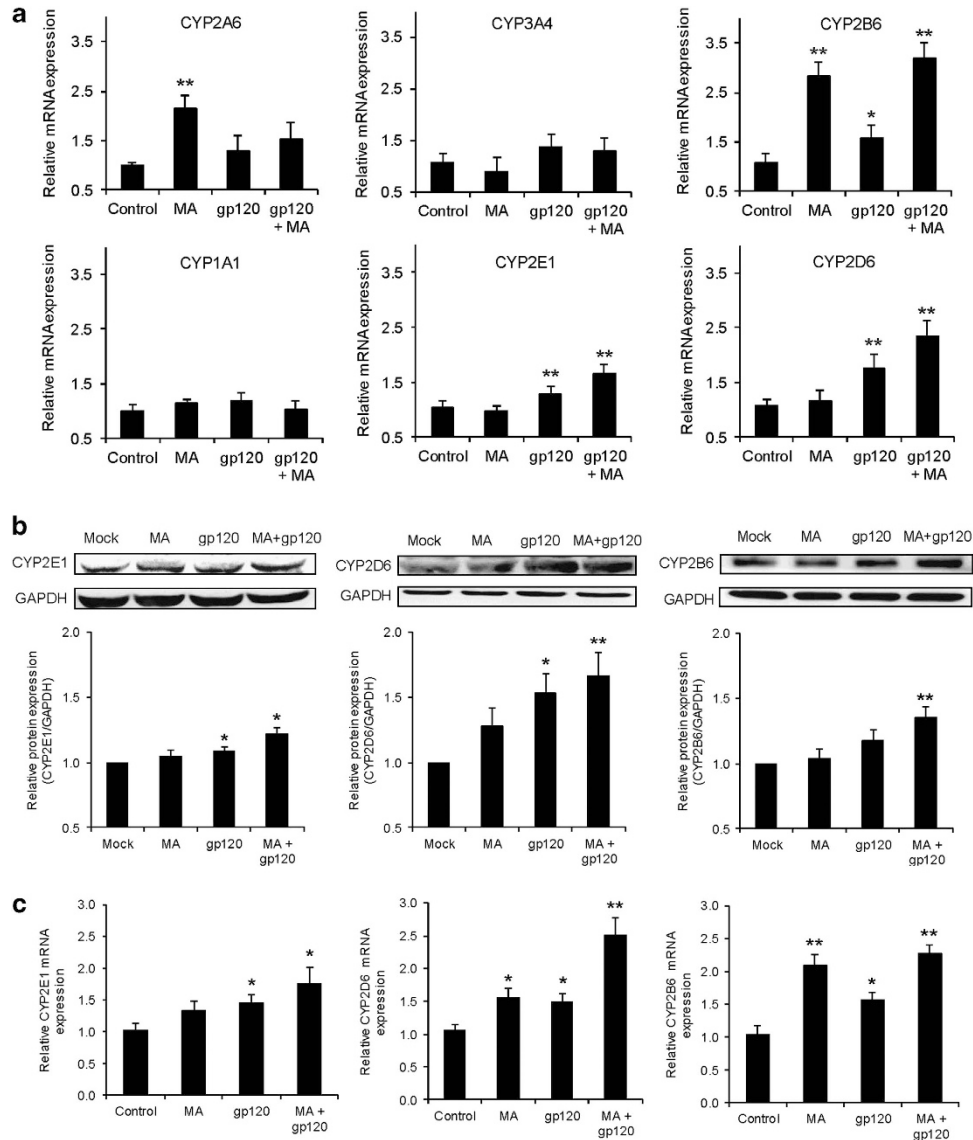 a
CYP2A6
Relative mRNA expression
3.5
2.5
1.5
0.5
**
Control MA gp120 gp120
+ MA
CYP3A4
Relative mRNA expression
3.5
2.5
1.5
0.5
Control MA gp120 gp120
+ MA
CYP2B6
Relative mRNA expression
3.5
2.5
1.5
0.5
**
*
**
Control MA gp120 gp120
+ MA
CYP1A1
Relative mRNA expression
3.5
2.5
1.5
0.5
Control MA gp120 gp120
+ MA
CYP2E1
Relative mRNA expression
3.5
2.5
1.5
0.5
**
**
Control MA gp120 gp120
+ MA
CYP2D6
Relative mRNA expression
3.5
2.5
1.5
0.5
**
**
Control MA gp120 gp120
+ MA
b
Mock MA gp120 MA+gp120
CYP2E1
GAPDH
Relative protein expression
(CYP2E1/GAPDH)
2.0
1.5
1.0
0.5
*
*
Mock MA gp120 MA +
gp120
Mock MA gp120 MA+gp120
CYP2D6
GAPDH
Relative protein expression
(CYP2D6/GAPDH)
2.0
1.5
1.0
0.5
*
**
Mock MA gp120 MA +
gp120
Mock MA gp120 MA+gp120
CYP2B6
GAPDH
Relative protein expression
(CYP2B6/GAPDH)
2.0
1.5
1.0
0.5
**
Mock MA gp120 MA +
gp120
c
Relative CYP2E1 mRNA
expression
3.0
2.5
2.0
1.5
1.0
0.5
0.0
*
*
Control MA gp120 MA +
gp120
Relative CYP2D6 mRNA
expression
3.0
2.5
2.0
1.5
1.0
0.5
0.0
*
*
**
Control MA gp120 MA +
gp120
Relative CYP2B6 mRNA
expression
3.0
2.5
2.0
1.5
1.0
0.5
0.0
**
*
**
Control MA gp120 MA +
gp120